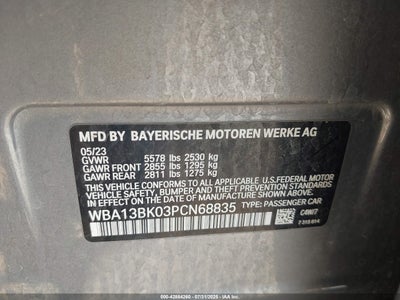 MFD BY BAYERISCHE MOTOREN WERKE AG
05/23
GVWR 5578 lbs 2530 kg
GAWR FRONT 2855 lbs 1295 kg
GAWR REAR 2811 lbs 1275 kg
THIS VEHICLE CONFORMS TO ALL APPLICABLE U.S.FEDERAL MOTOR
VEHICLE SAFETY, BUMPER AND THEFT PREVENTION STANDARDS
IN EFFECT ON THE DATE OF MANUFACTURE SHOWN ABOVE.
WBA13BK03PCN68835 TYPE: PASSENGER CAR
C4W/7